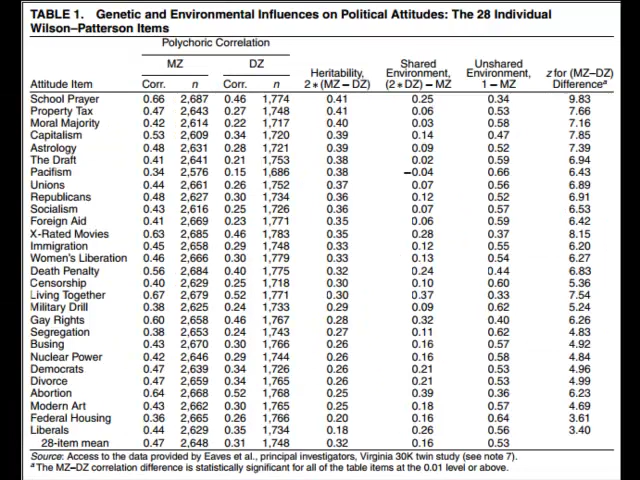 TABLE 1. Genetic and Environmental Influences on Political Attitudes: The 28 Individual
Wilson–Patterson Items
Polychoric Correlation
MZ DZ Heritability, Shared Environment, Unshared Environment, z for (MZ–DZ)
Attitude Item Corr. n Corr. n 2∗(MZ – DZ) (2∗DZ) – MZ 1 – MZ Differenceᵃ
School Prayer 0.66 2,687 0.46 1,774 0.41 0.25 0.34 9.83
Property Tax 0.47 2,643 0.27 1,748 0.41 0.06 0.53 7.66
Moral Majority 0.42 2,614 0.22 1,717 0.40 0.03 0.58 7.16
Capitalism 0.53 2,609 0.34 1,720 0.39 0.14 0.47 7.85
Astrology 0.48 2,631 0.28 1,721 0.39 0.09 0.52 7.39
The Draft 0.41 2,641 0.21 1,753 0.38 0.02 0.59 6.94
Pacifism 0.34 2,576 0.15 1,686 0.38 –0.04 0.66 6.43
Unions 0.44 2,661 0.26 1,752 0.37 0.07 0.56 6.89
Republicans 0.48 2,627 0.30 1,734 0.36 0.12 0.52 6.91
Socialism 0.43 2,616 0.25 1,726 0.36 0.07 0.57 6.53
Foreign Aid 0.41 2,669 0.23 1,771 0.35 0.06 0.59 6.42
X-Rated Movies 0.63 2,685 0.46 1,783 0.35 0.28 0.37 8.15
Immigration 0.45 2,658 0.29 1,748 0.33 0.12 0.55 6.20
Women's Liberation 0.46 2,666 0.30 1,779 0.33 0.13 0.54 6.27
Death Penalty 0.56 2,684 0.40 1,775 0.32 0.24 0.44 6.83
Censorship 0.40 2,629 0.25 1,718 0.30 0.10 0.60 5.36
Living Together 0.67 2,679 0.52 1,771 0.30 0.37 0.33 7.54
Military Drill 0.38 2,625 0.24 1,733 0.29 0.09 0.62 5.24
Gay Rights 0.60 2,658 0.46 1,767 0.28 0.32 0.40 6.26
Segregation 0.38 2,653 0.24 1,743 0.27 0.11 0.62 4.83
Busing 0.43 2,670 0.30 1,766 0.26 0.16 0.57 4.92
Nuclear Power 0.42 2,646 0.29 1,744 0.26 0.16 0.58 4.84
Democrats 0.47 2,639 0.34 1,726 0.26 0.21 0.53 4.96
Divorce 0.47 2,659 0.34 1,765 0.26 0.21 0.53 4.99
Abortion 0.64 2,668 0.52 1,768 0.25 0.39 0.36 6.23
Modern Art 0.43 2,662 0.30 1,765 0.25 0.18 0.57 4.69
Federal Housing 0.36 2,665 0.26 1,766 0.20 0.16 0.64 3.61
Liberals 0.44 2,629 0.35 1,734 0.18 0.26 0.56 3.40
28-item mean 0.47 2,648 0.31 1,748 0.32 0.16 0.53
Source: Access to the data provided by Eaves et al., principal investigators, Virginia 30K twin study (see note 7).
ᵃThe MZ–DZ correlation difference is statistically significant for all of the table items at the 0.01 level or above.